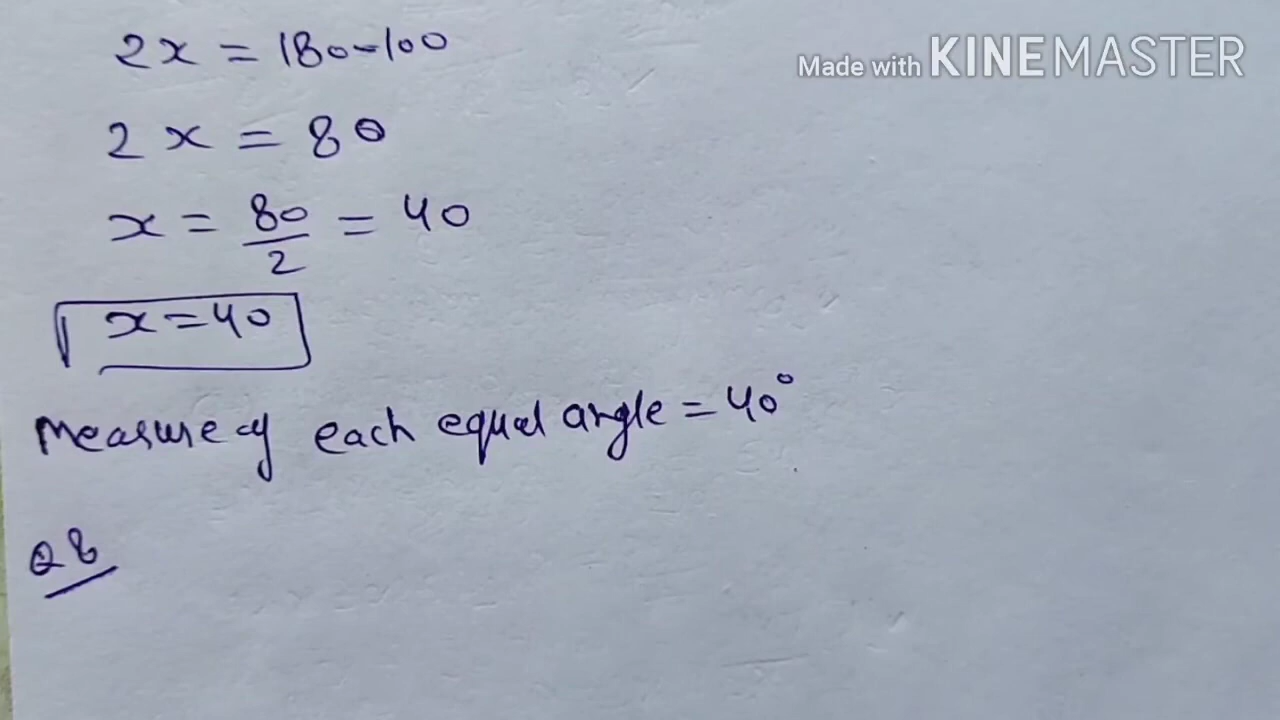 2x = 180-100
Made with KINEMASTER
2x = 80
x = 80/2 = 40
x = 40
Measure of each equal angle = 40°
Q8